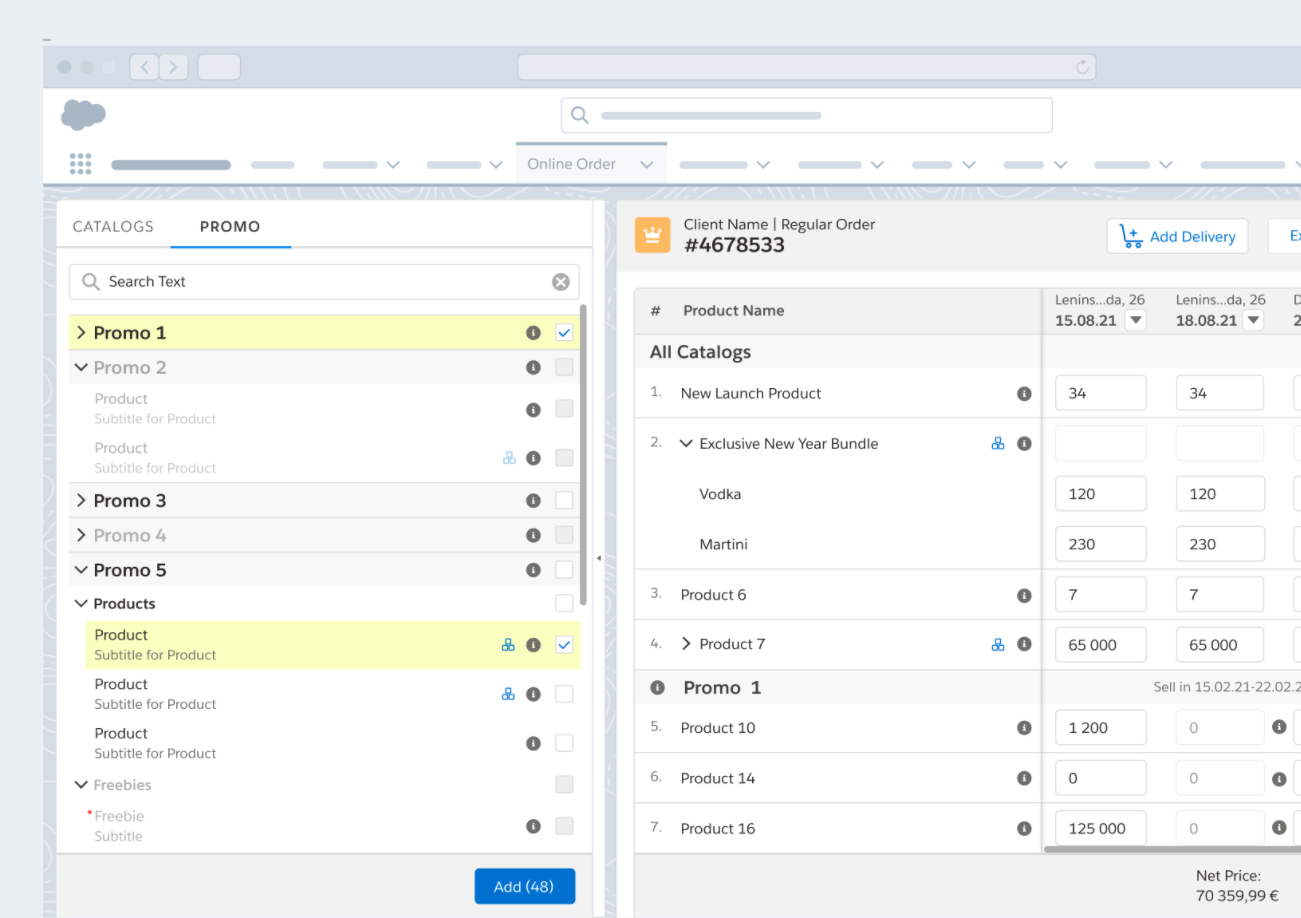 Online Order
CATALOGS PROMO
Search Text
Promo 1
Promo 2
Product
Subtitle for Product
Product
Subtitle for Product
Promo 3
Promo 4
Promo 5
Products
Product
Subtitle for Product
Product
Subtitle for Product
Product
Subtitle for Product
Freebies
*Freebie
Subtitle
Add (48)
Client Name | Regular Order
#4678533
Add Delivery
# Product Name
Lenins...da, 26 Lenins...da, 26
15.08.21 18.08.21
All Catalogs
1. New Launch Product 34 34
2. Exclusive New Year Bundle
Vodka 120 120
Martini 230 230
3. Product 6 7 7
4. Product 7 65 000 65 000
Promo 1 Sell in 15.02.21-22.02.2
5. Product 10 1 200 0
6. Product 14 0 0
7. Product 16 125 000 0
Net Price:
70 359,99 €